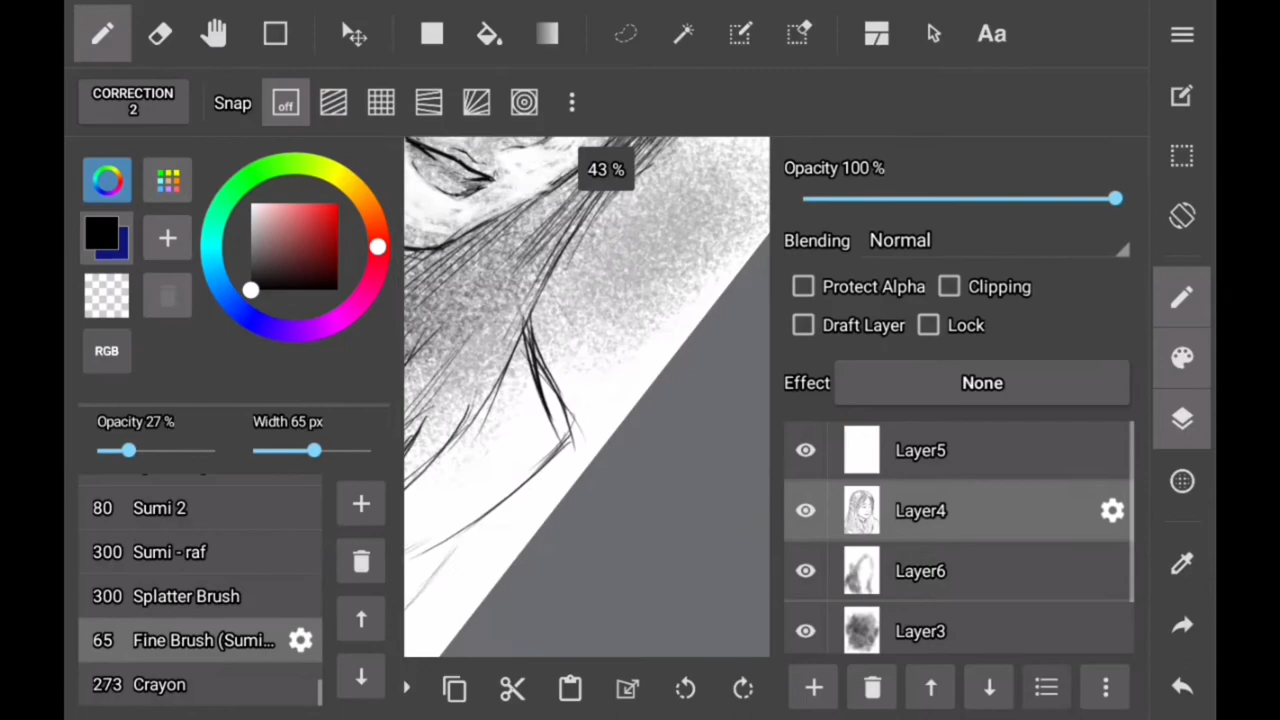 Aa
CORRECTION
2
Snap
off
43 %
RGB
Opacity 27 %
Width 65 px
80 Sumi 2
300 Sumi - raf
300 Splatter Brush
65 Fine Brush (Sumi...
273 Crayon
Opacity 100 %
Blending Normal
Protect Alpha
Clipping
Draft Layer
Lock
Effect
None
Layer5
Layer4
Layer6
Layer3